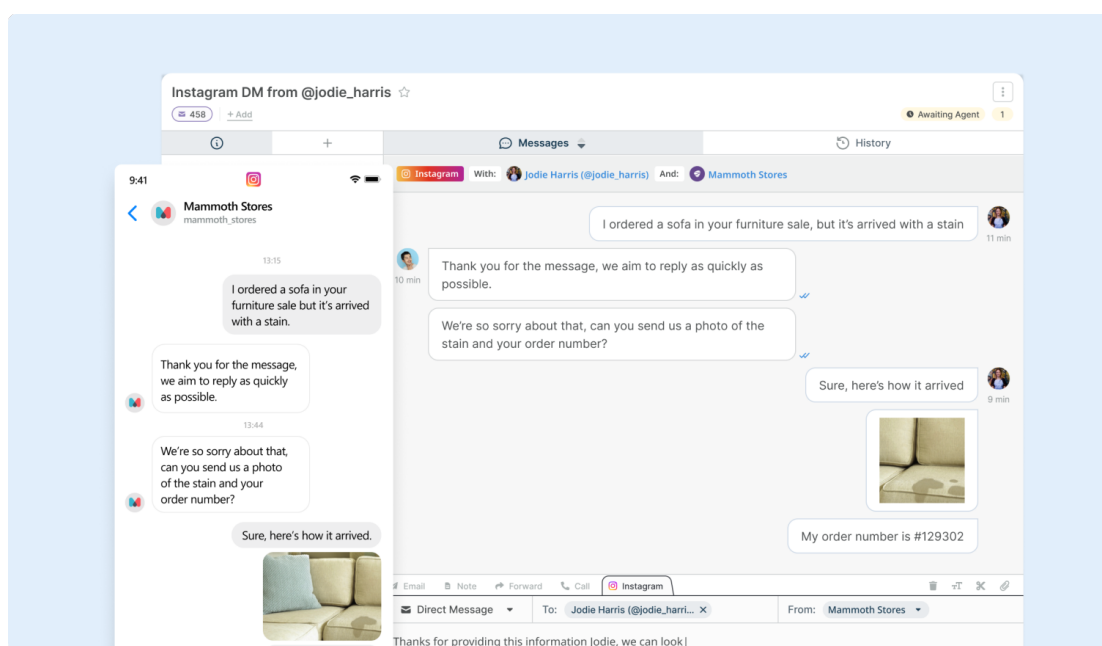 Instagram DM from @jodie_harris
458
+ Add
Awaiting Agent
1
Messages
History
Instagram With: Jodie Harris (@jodie_harris) And: Mammoth Stores
I ordered a sofa in your furniture sale, but it's arrived with a stain
11 min
10 min
Thank you for the message, we aim to reply as quickly as
possible.
We're so sorry about that, can you send us a photo of the
stain and your order number?
Sure, here's how it arrived
9 min
My order number is #129302
Email Note Forward Call Instagram
Direct Message To: Jodie Harris (@jodie_harri... From: Mammoth Stores
Thanks for providing this information Jodie, we can look
9:41
Mammoth Stores
mammoth_stores
13:15
I ordered a sofa in your
furniture sale but it's arrived
with a stain.
Thank you for the message,
we aim to reply as quickly
as possible.
13:44
We're so sorry about that,
can you send us a photo
of the stain and your
order number?
Sure, here's how it arrived.